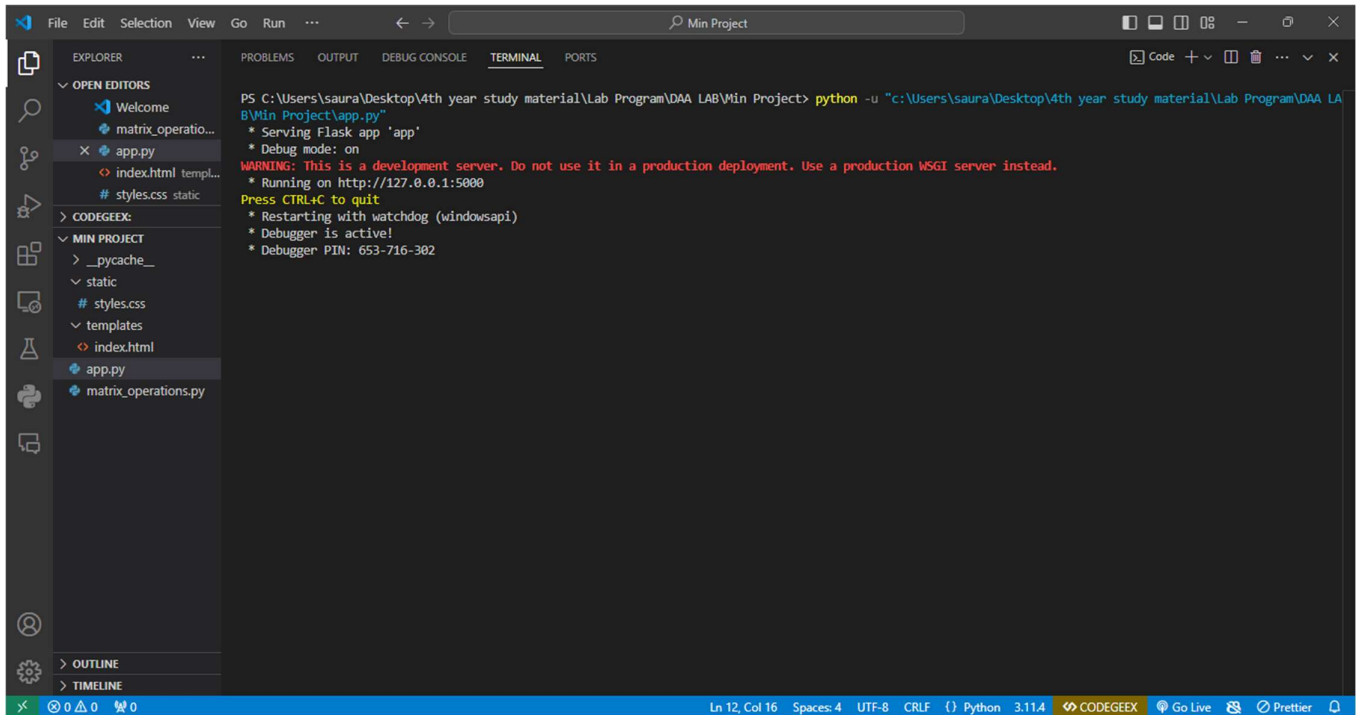 File Edit Selection View Go Run ···
Min Project
EXPLORER ···
OPEN EDITORS
Welcome
matrix_operatio...
app.py
index.html templ...
# styles.css static
CODEGEEX:
MIN PROJECT
__pycache__
static
# styles.css
templates
index.html
app.py
matrix_operations.py
OUTLINE
TIMELINE
PROBLEMS OUTPUT DEBUG CONSOLE TERMINAL PORTS
Code
PS C:\Users\saura\Desktop\4th year study material\Lab Program\DAA LAB\Min Project> python -u "c:\Users\saura\Desktop\4th year study material\Lab Program\DAA LA
B\Min Project\app.py"
* Serving Flask app 'app'
* Debug mode: on
WARNING: This is a development server. Do not use it in a production deployment. Use a production WSGI server instead.
* Running on http://127.0.0.1:5000
Press CTRL+C to quit
* Restarting with watchdog (windowsapi)
* Debugger is active!
* Debugger PIN: 653-716-302
0 0 0 Ln 12, Col 16 Spaces: 4 UTF-8 CRLF {} Python 3.11.4 CODEGEEX Go Live Prettier